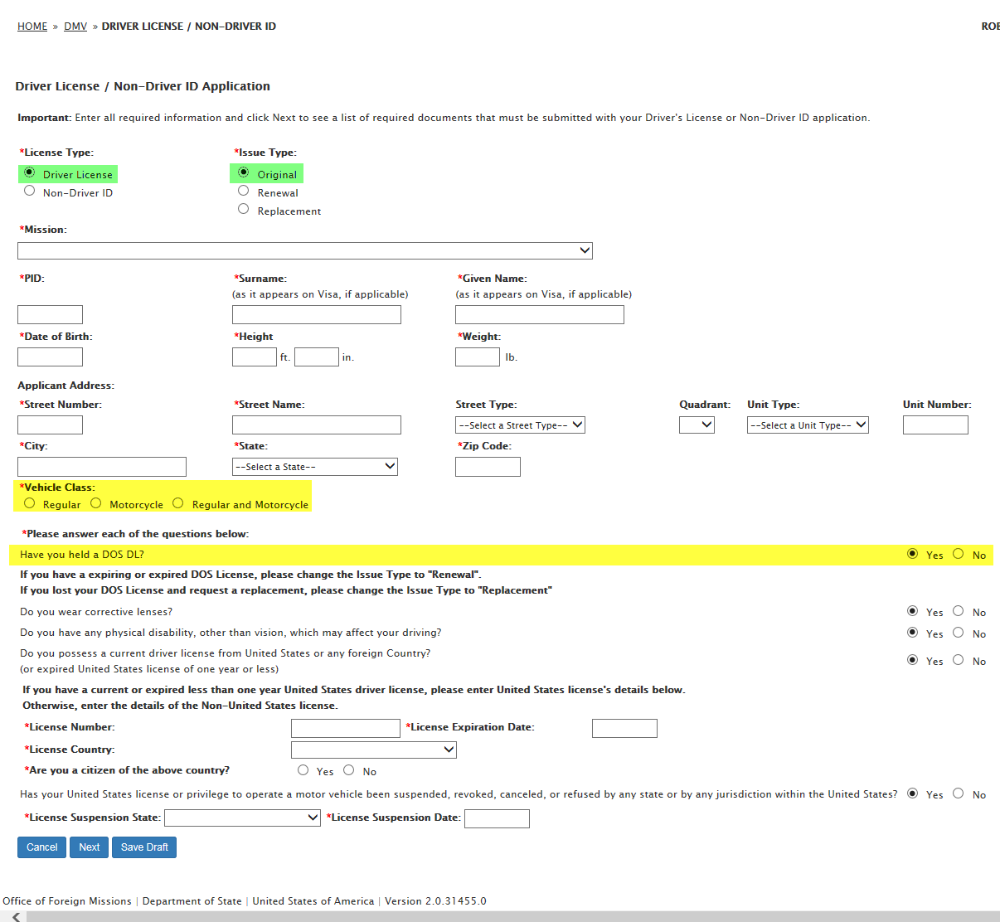 HOME » DMV » DRIVER LICENSE / NON-DRIVER ID
Driver License / Non-Driver ID Application
Important: Enter all required information and click Next to see a list of required documents that must be submitted with your Driver's License or Non-Driver ID application.
*License Type: *Issue Type:
Driver License Original
Non-Driver ID Renewal
Replacement
*Mission:
*PID: *Surname: *Given Name:
(as it appears on Visa, if applicable) (as it appears on Visa, if applicable)
*Date of Birth: *Height *Weight:
ft. in. lb.
Applicant Address:
*Street Number: *Street Name: Street Type: Quadrant: Unit Type: Unit Number:
--Select a Street Type-- --Select a Unit Type--
*City: *State: *Zip Code:
--Select a State--
*Vehicle Class:
Regular Motorcycle Regular and Motorcycle
*Please answer each of the questions below:
Have you held a DOS DL? Yes No
If you have a expiring or expired DOS License, please change the Issue Type to "Renewal".
If you lost your DOS License and request a replacement, please change the Issue Type to "Replacement"
Do you wear corrective lenses? Yes No
Do you have any physical disability, other than vision, which may affect your driving? Yes No
Do you possess a current driver license from United States or any foreign Country?
(or expired United States license of one year or less) Yes No
If you have a current or expired less than one year United States driver license, please enter United States license's details below.
Otherwise, enter the details of the Non-United States license.
*License Number: *License Expiration Date:
*License Country:
*Are you a citizen of the above country? Yes No
Has your United States license or privilege to operate a motor vehicle been suspended, revoked, canceled, or refused by any state or by any jurisdiction within the United States? Yes No
*License Suspension State: *License Suspension Date:
Cancel Next Save Draft
Office of Foreign Missions | Department of State | United States of America | Version 2.0.31455.0